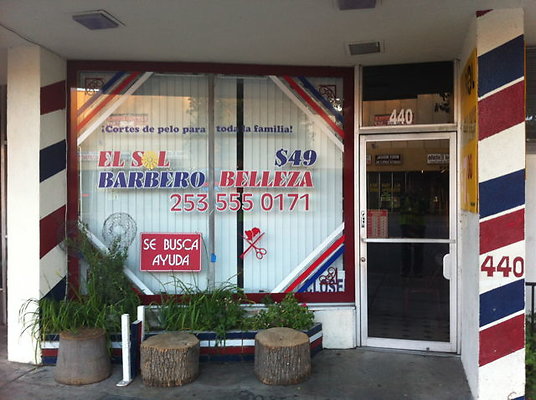 440
¡Cortes de pelo para toda la familia!
EL SOL $49
BARBERO BELLEZA
253 555 0171
SE BUSCA
AYUDA
CLOSE
440